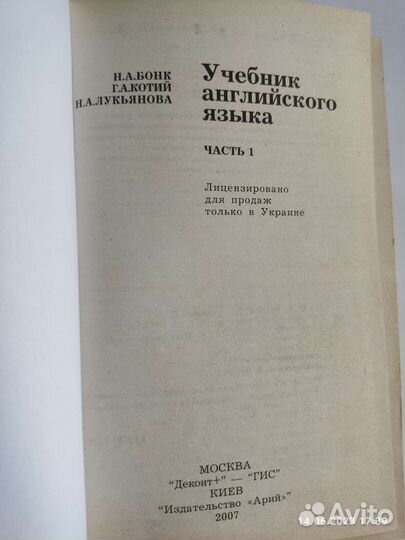 Н.А.БОНК
Г.А.КОТИЙ
Н.А.ЛУКЬЯНОВА
Учебник
английского
языка
ЧАСТЬ 1
Лицензировано
для продаж
только в Украине
МОСКВА
"Деконт+" — "ГИС"
КИЕВ
"Издательство «Арий»"
2007
Avito